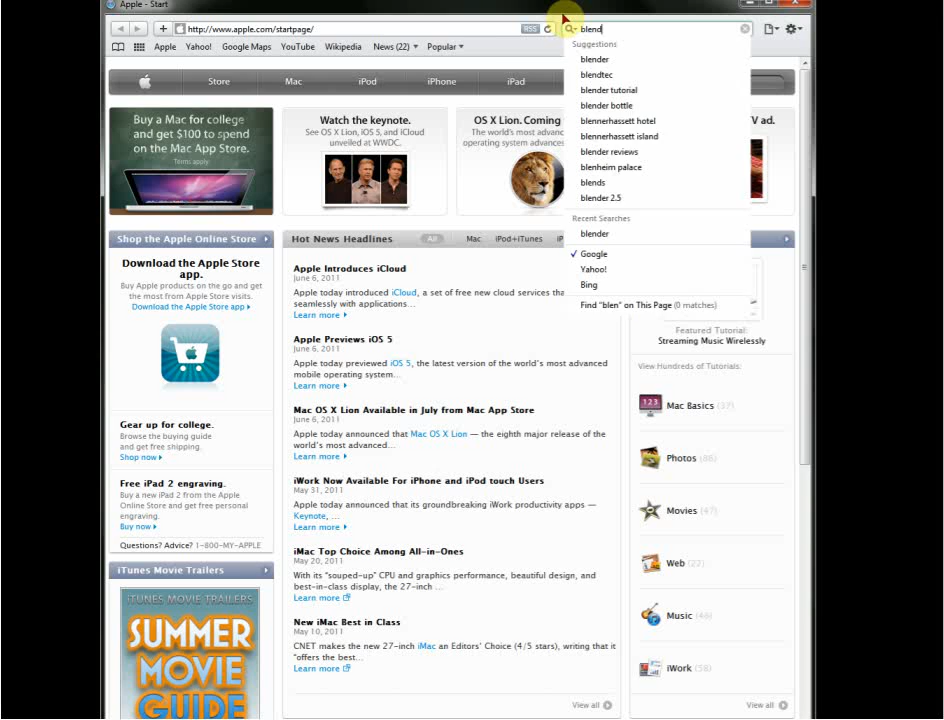 Apple - Start
http://www.apple.com/startpage/
RSS
blend
Apple Yahoo! Google Maps YouTube Wikipedia News (22) Popular
Suggestions
blender
blendtec
blender tutorial
blender bottle
blennerhassett hotel
blennerhassett island
blender reviews
blenheim palace
blends
blender 2.5
Recent Searches
blender
✓ Google
Yahoo!
Bing
Find "blen" on This Page (0 matches)
Store Mac iPod iPhone iPad
Buy a Mac for college
and get $100 to spend
on the Mac App Store.
Terms apply
Watch the keynote.
See OS X Lion, iOS 5, and iCloud
unveiled at WWDC.
OS X Lion. Coming
The world's most advanc
operating system advances
V ad.
Shop the Apple Online Store
Download the Apple Store
app.
Buy Apple products on the go and get
the most from Apple Store visits.
Download the Apple Store app
Gear up for college.
Browse the buying guide
and get free shipping.
Shop now
Free iPad 2 engraving.
Buy a new iPad 2 from the Apple
Online Store and get free personal
engraving.
Buy now
Questions? Advice? 1-800-MY-APPLE
iTunes Movie Trailers
iTUNES MOVIE TRAILERS
SUMMER
MOVIE
GUIDE
Hot News Headlines All Mac iPod+iTunes iP
Apple Introduces iCloud
June 6, 2011
Apple today introduced iCloud, a set of free new cloud services tha
seamlessly with applications...
Learn more
Apple Previews iOS 5
June 6, 2011
Apple today previewed iOS 5, the latest version of the world's most advanced
mobile operating system...
Learn more
Mac OS X Lion Available in July from Mac App Store
June 6, 2011
Apple today announced that Mac OS X Lion — the eighth major release of the
world's most advanced...
Learn more
iWork Now Available For iPhone and iPod touch Users
May 31, 2011
Apple today announced that its groundbreaking iWork productivity apps —
Keynote, ...
Learn more
iMac Top Choice Among All-in-Ones
May 20, 2011
With its "souped-up" CPU and graphics performance, beautiful design, and
best-in-class display, the 27-inch ...
Learn more
New iMac Best in Class
May 10, 2011
CNET makes the new 27-inch iMac an Editors' Choice (4/5 stars), writing that it
"offers the best...
Learn more
View all
Featured Tutorial:
Streaming Music Wirelessly
View Hundreds of Tutorials:
123
Mac Basics (37)
Photos (86)
Movies (47)
Web (22)
Music (46)
iWork (58)
View all